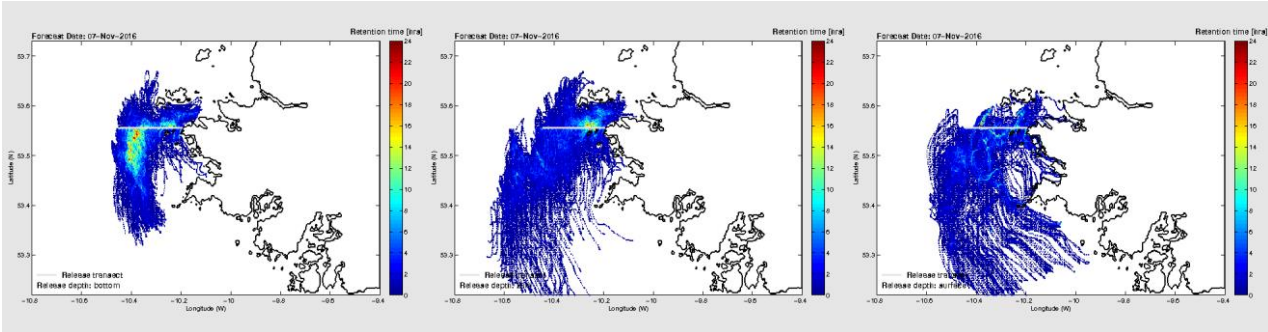 Forecast Date: 07-Nov-2016
Retention time [hrs]
53.7
53.6
53.5
53.4
53.3
Latitude (N)
24
22
20
18
16
14
12
10
8
6
4
2
0
Release transect
Release depth: bottom
−10.8 −10.6 −10.4 −10.2 −10 −9.8 −9.6 −9.4
Longitude (W)
Forecast Date: 07-Nov-2016
Retention time [hrs]
53.7
53.6
53.5
53.4
53.3
Latitude (N)
24
22
20
18
16
14
12
10
8
6
4
2
0
Release
Release depth:
−10.8 −10.6 −10.4 −10.2 −10 −9.8 −9.6 −9.4
Longitude (W)
Forecast Date: 07-Nov-2016
Retention time [hrs]
53.7
53.6
53.5
53.4
53.3
Latitude (N)
24
22
20
18
16
14
12
10
8
6
4
2
0
Release
Release depth: surface
−10.8 −10.6 −10.4 −10.2 −10 −9.8 −9.6 −9.4
Longitude (W)